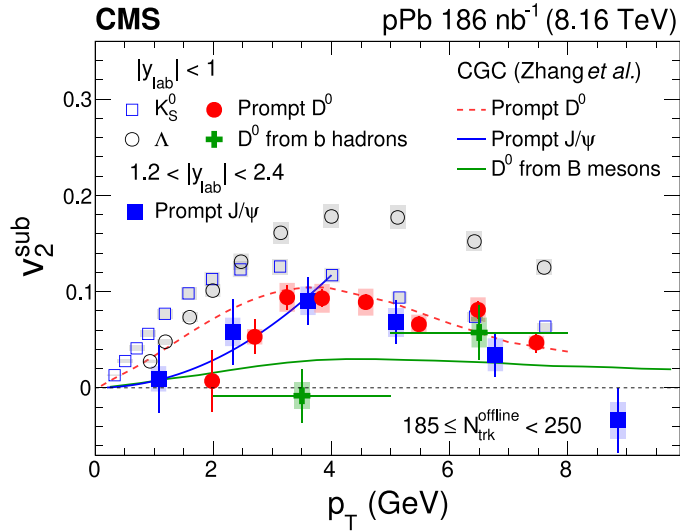 CMS pPb 186 nb⁻¹ (8.16 TeV)
|y_lab| < 1
K⁰_S
Prompt D⁰
Λ
D⁰ from b hadrons
1.2 < |y_lab| < 2.4
Prompt J/ψ
CGC (Zhang et al.)
Prompt D⁰
Prompt J/ψ
D⁰ from B mesons
0.3
0.2
0.1
0
v₂^sub
185 ≤ N_trk^offline < 250
0 2 4 6 8
p_T (GeV)